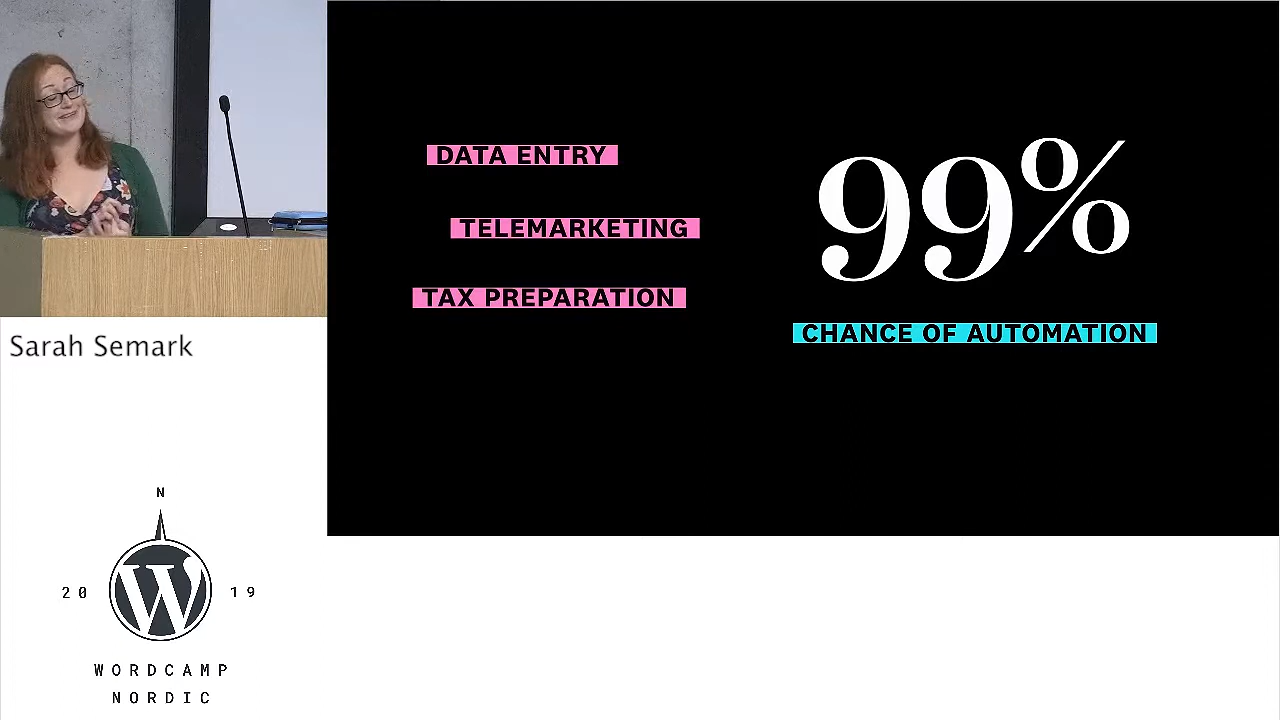 DATA ENTRY
TELEMARKETING
TAX PREPARATION
99%
CHANCE OF AUTOMATION
Sarah Semark
N
20 19
WORDCAMP
NORDIC